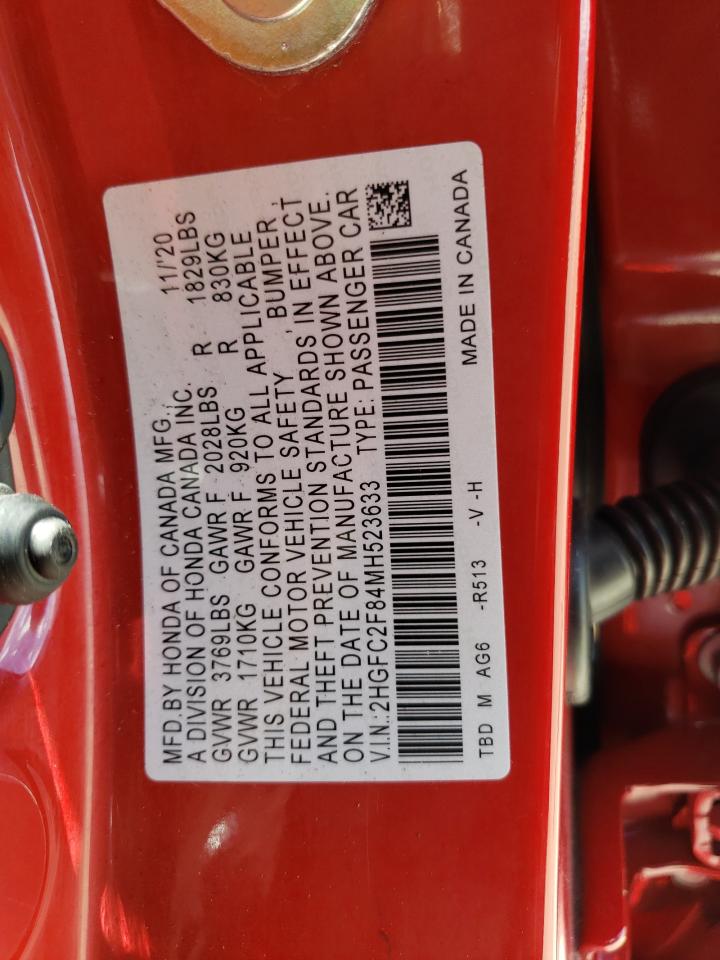 MFD.BY HONDA OF CANADA MFG., 11/'20
A DIVISION OF HONDA CANADA INC.
GVWR 3769LBS GAWR F 2028LBS R 1829LBS
GVWR 1710KG GAWR F 920KG R 830KG
THIS VEHICLE CONFORMS TO ALL APPLICABLE
FEDERAL MOTOR VEHICLE SAFETY, BUMPER,
AND THEFT PREVENTION STANDARDS IN EFFECT
ON THE DATE OF MANUFACTURE SHOWN ABOVE.
V.I.N.:2HGFC2F84MH523633 TYPE: PASSENGER CAR
TBD M AG6 -R513 -V -H MADE IN CANADA